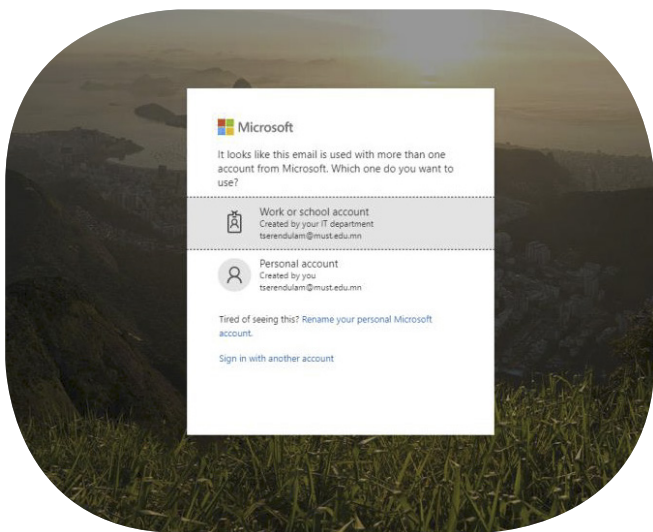 Microsoft
It looks like this email is used with more than one
account from Microsoft. Which one do you want to
use?
Work or school account
Created by your IT department
tserendulam@must.edu.mn
Personal account
Created by you
tserendulam@must.edu.mn
Tired of seeing this? Rename your personal Microsoft
account.
Sign in with another account